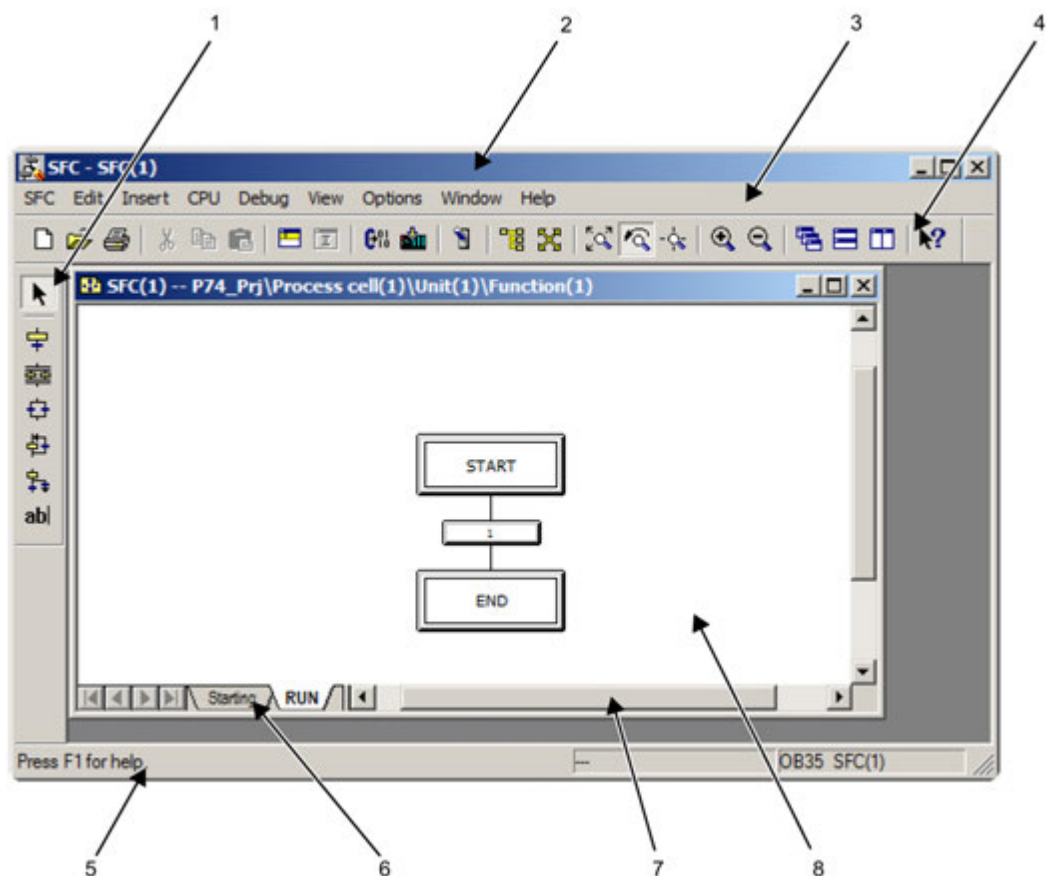 1 2 3 4
SFC - SFC(1)
SFC Edit Insert CPU Debug View Options Window Help
SFC(1) -- P74_Prj\Process cell(1)\Unit(1)\Function(1)
abl
START
1
END
Starting RUN
Press F1 for help. --- OB35 SFC(1)
5 6 7 8